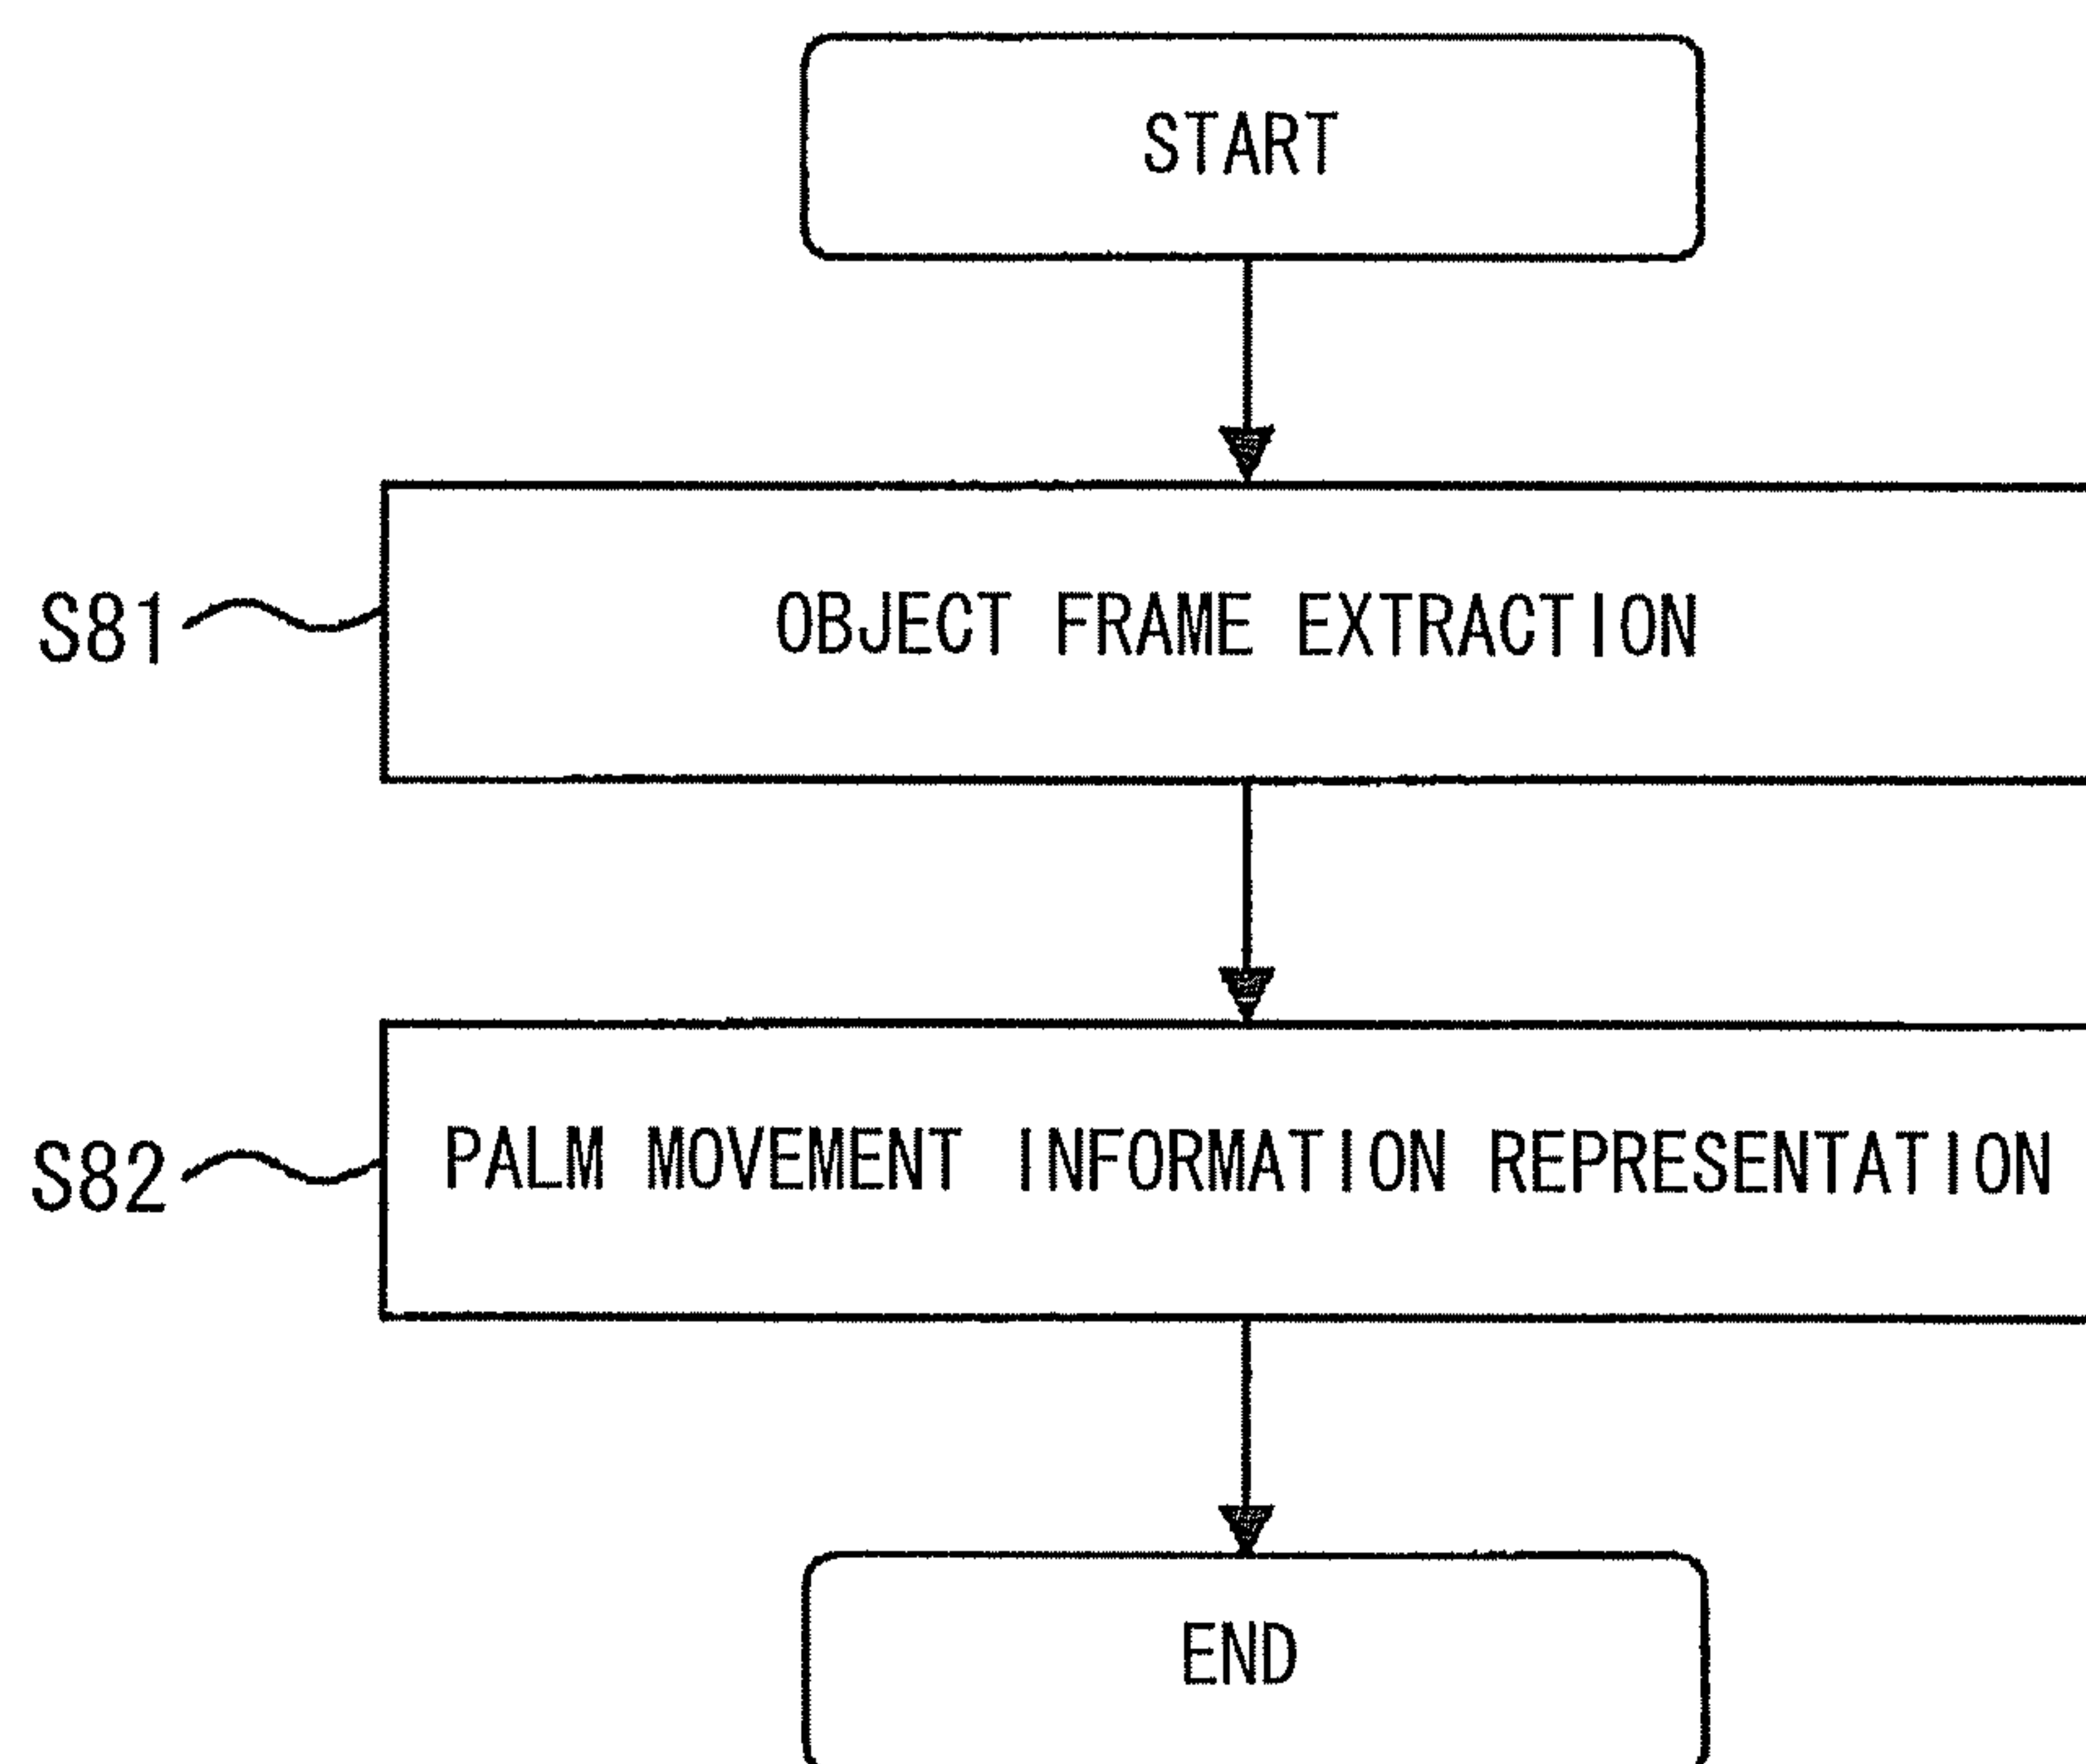 START
S81
OBJECT FRAME EXTRACTION
S82
PALM MOVEMENT INFORMATION REPRESENTATION
END